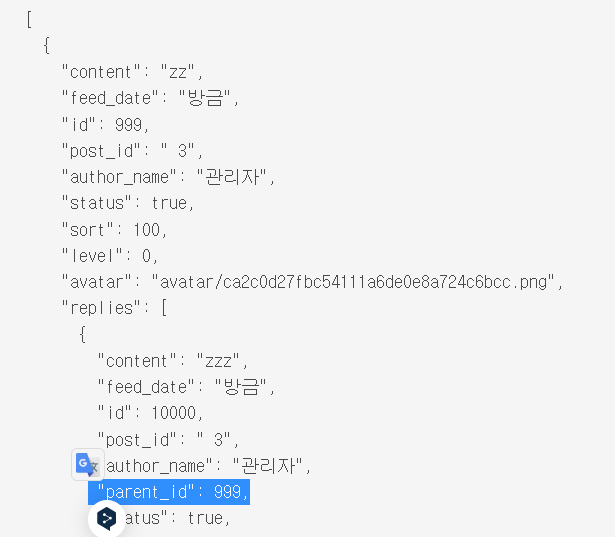 [
{
"content": "zz",
"feed_date": "방금",
"id": 999,
"post_id": " 3",
"author_name": "관리자",
"status": true,
"sort": 100,
"level": 0,
"avatar": "avatar/ca2c0d27fbc54111a6de0e8a724c6bcc.png",
"replies": [
{
"content": "zzz",
"feed_date": "방금",
"id": 10000,
"post_id": " 3",
author_name": "관리자",
"parent_id": 999,
atus": true,